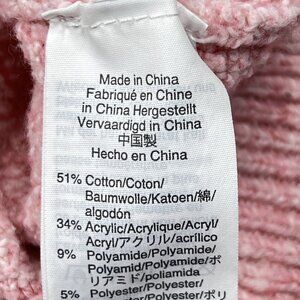 Made in China
Fabriqué en Chine
in China Hergestellt
Vervaardigd in China
中国製
Hecho en China
51% Cotton/Coton/
Baumwolle/Katoen/綿/
algodón
34% Acrylic/Acrylique/Acryl/
Acryl/アクリル/acrílico
9% Polyamide/Polyamide/
Polyamid/Polyamide/ポ
リアミド/poliamida
5% Polyester/Polyester/